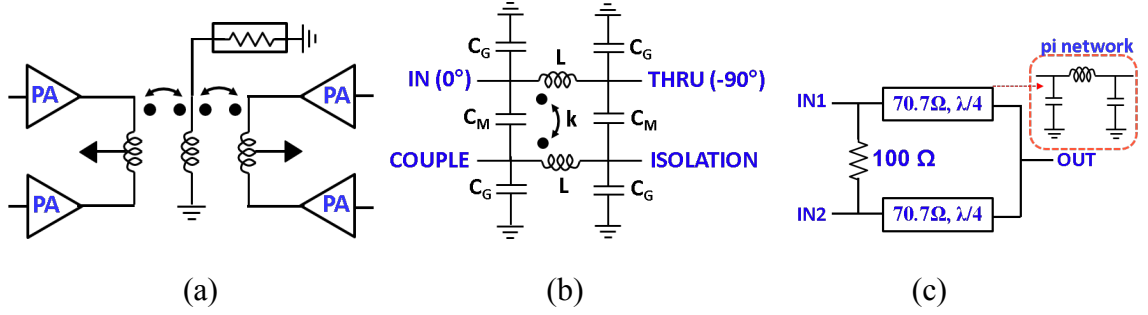 PA
PA
PA
PA
(a)
C_G
C_G
L
IN (0°)
THRU (-90°)
C_M
k
C_M
COUPLE
ISOLATION
L
C_G
C_G
(b)
pi network
IN1
70.7Ω, λ/4
100 Ω
OUT
IN2
70.7Ω, λ/4
(c)